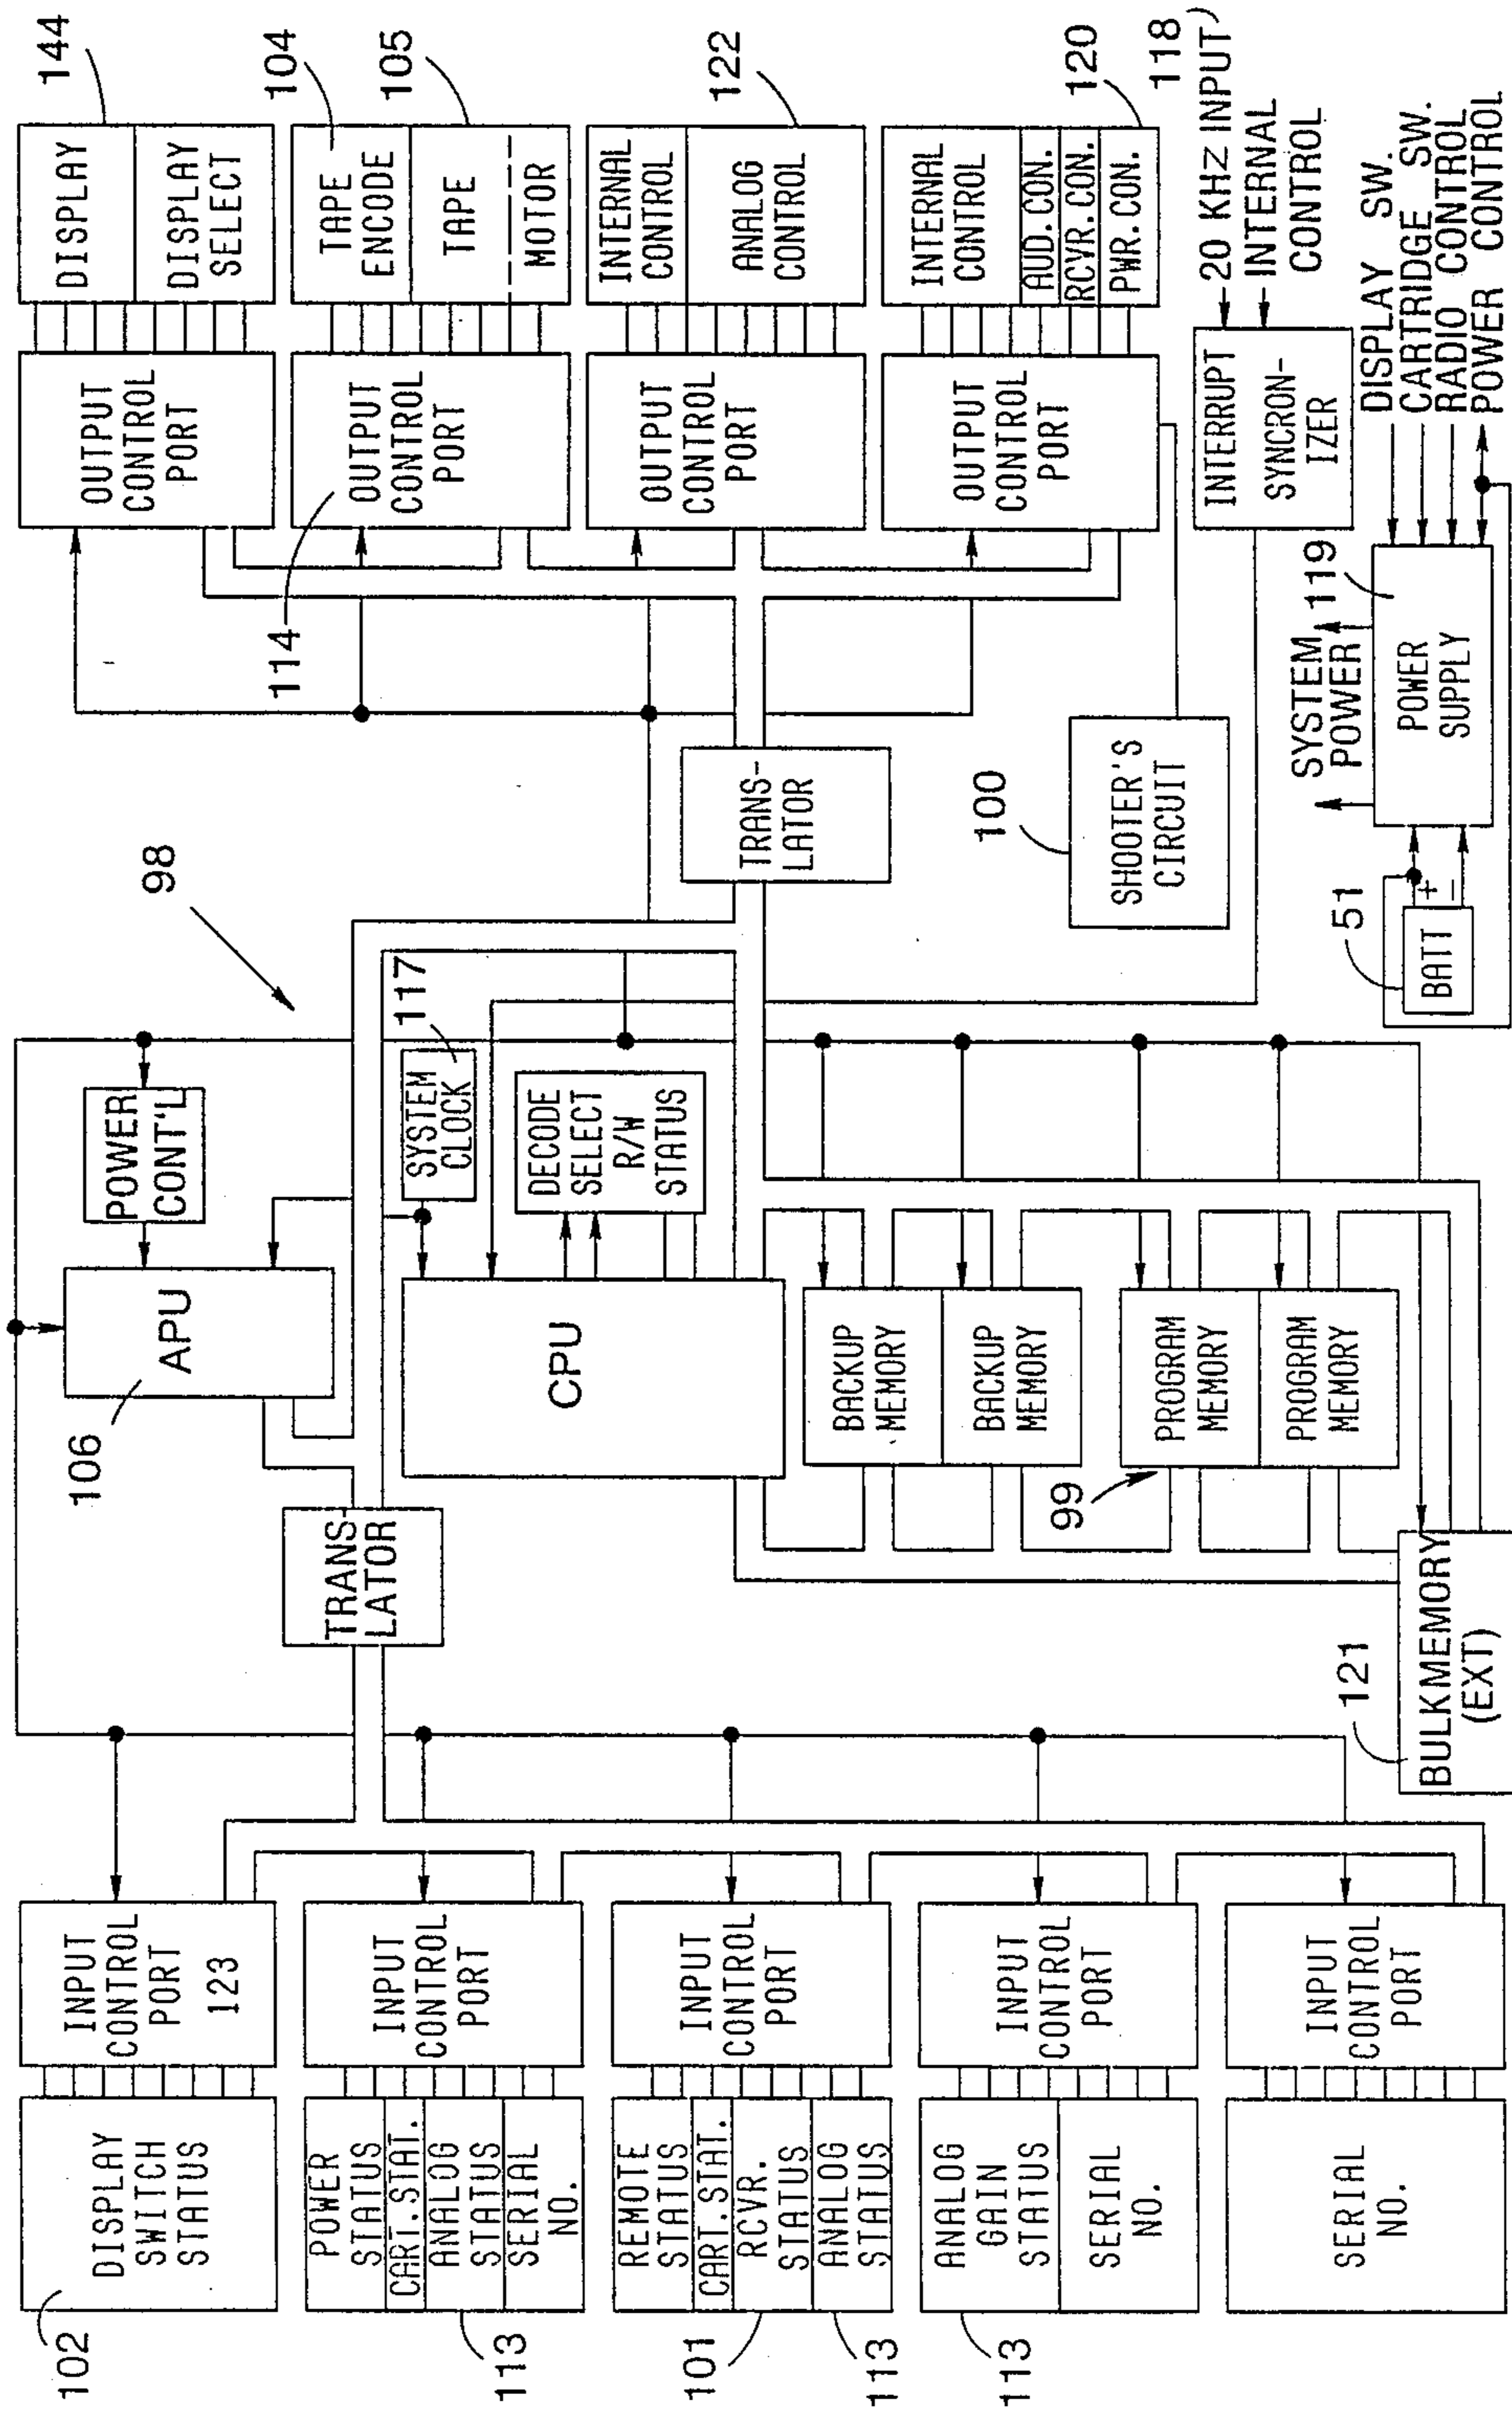 102
DISPLAY
SWITCH
STATUS
INPUT
CONTROL
PORT
123
113
POWER
STATUS
CART.STAT.
ANALOG
STATUS
SERIAL
NO.
INPUT
CONTROL
PORT
101
113
REMOTE
STATUS
CART.STAT.
RCVR.
STATUS
ANALOG
STATUS
INPUT
CONTROL
PORT
113
ANALOG
GAIN
STATUS
SERIAL
NO.
INPUT
CONTROL
PORT
SERIAL
NO.
INPUT
CONTROL
PORT
TRANS-
LATOR
106
APU
POWER
CONT'L
98
SYSTEM
CLOCK
117
CPU
DECODE
SELECT
R/W
STATUS
BACKUP
MEMORY
BACKUP
MEMORY
99
PROGRAM
MEMORY
PROGRAM
MEMORY
121
BULKMEMORY
(EXT)
TRANS-
LATOR
100
SHOOTER'S
CIRCUIT
114
OUTPUT
CONTROL
PORT
DISPLAY
DISPLAY
SELECT
144
OUTPUT
CONTROL
PORT
TAPE
ENCODE
TAPE
MOTOR
104
105
OUTPUT
CONTROL
PORT
INTERNAL
CONTROL
ANALOG
CONTROL
122
OUTPUT
CONTROL
PORT
INTERNAL
CONTROL
AUD.CON.
RCVR.CON.
PWR.CON.
120
INTERRUPT
SYNCRON-
IZER
118
20 KHz INPUT)
INTERNAL
CONTROL
51
BATT
+
-
SYSTEM
POWER
119
POWER
SUPPLY
DISPLAY SW.
CARTRIDGE SW.
RADIO CONTROL
POWER CONTROL